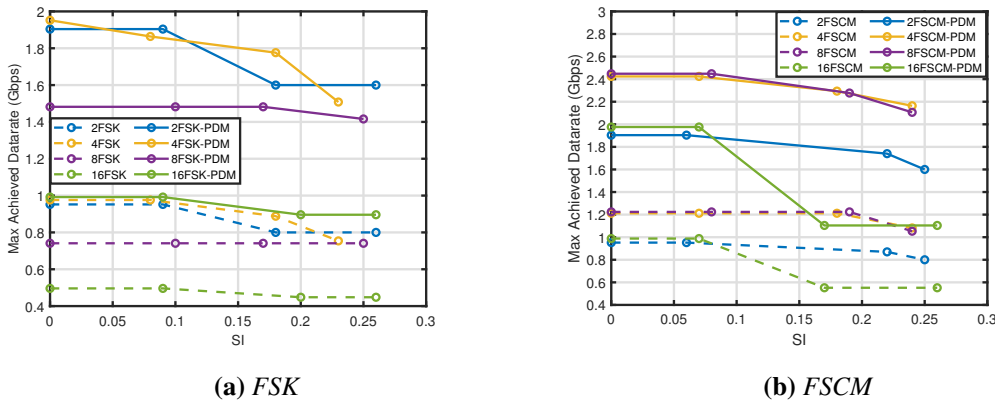 2
1.8
1.6
1.4
1.2
1
0.8
0.6
0.4
Max Achieved Datarate (Gbps)
2FSK 2FSK-PDM
4FSK 4FSK-PDM
8FSK 8FSK-PDM
16FSK 16FSK-PDM
0 0.05 0.1 0.15 0.2 0.25 0.3
SI
(a) FSK
3
2.8
2.6
2.4
2.2
2
1.8
1.6
1.4
1.2
1
0.8
0.6
0.4
Max Achieved Datarate (Gbps)
2FSCM 2FSCM-PDM
4FSCM 4FSCM-PDM
8FSCM 8FSCM-PDM
16FSCM 16FSCM-PDM
0 0.05 0.1 0.15 0.2 0.25 0.3
SI
(b) FSCM